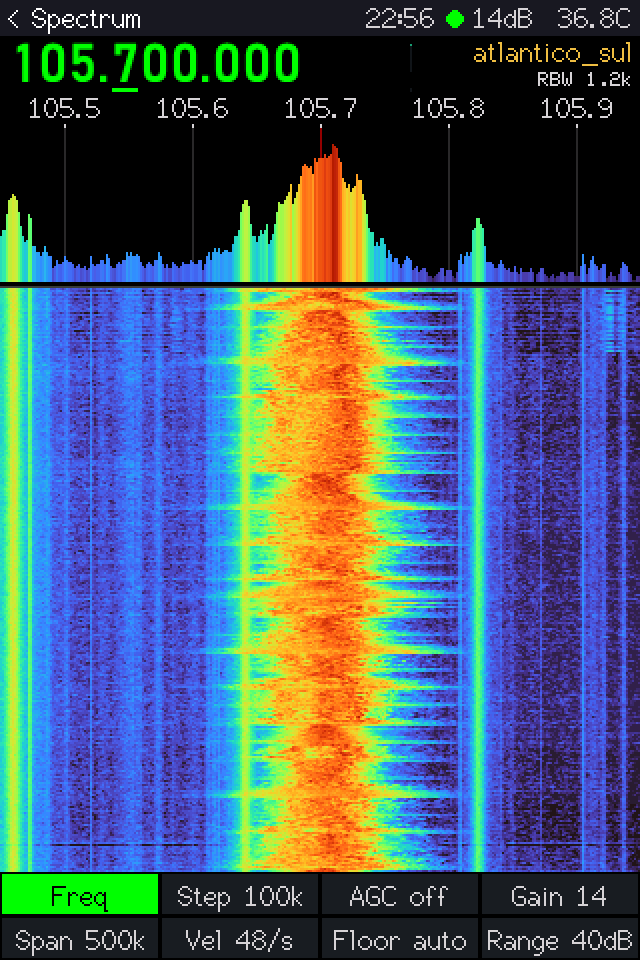 < Spectrum 22:56 14dB 36.8C
105.700.000 atlantico_sul
RBW 1.2k
105.5 105.6 105.7 105.8 105.9
Freq Step 100k AGC off Gain 14
Span 500k Vel 48/s Floor auto Range 40dB